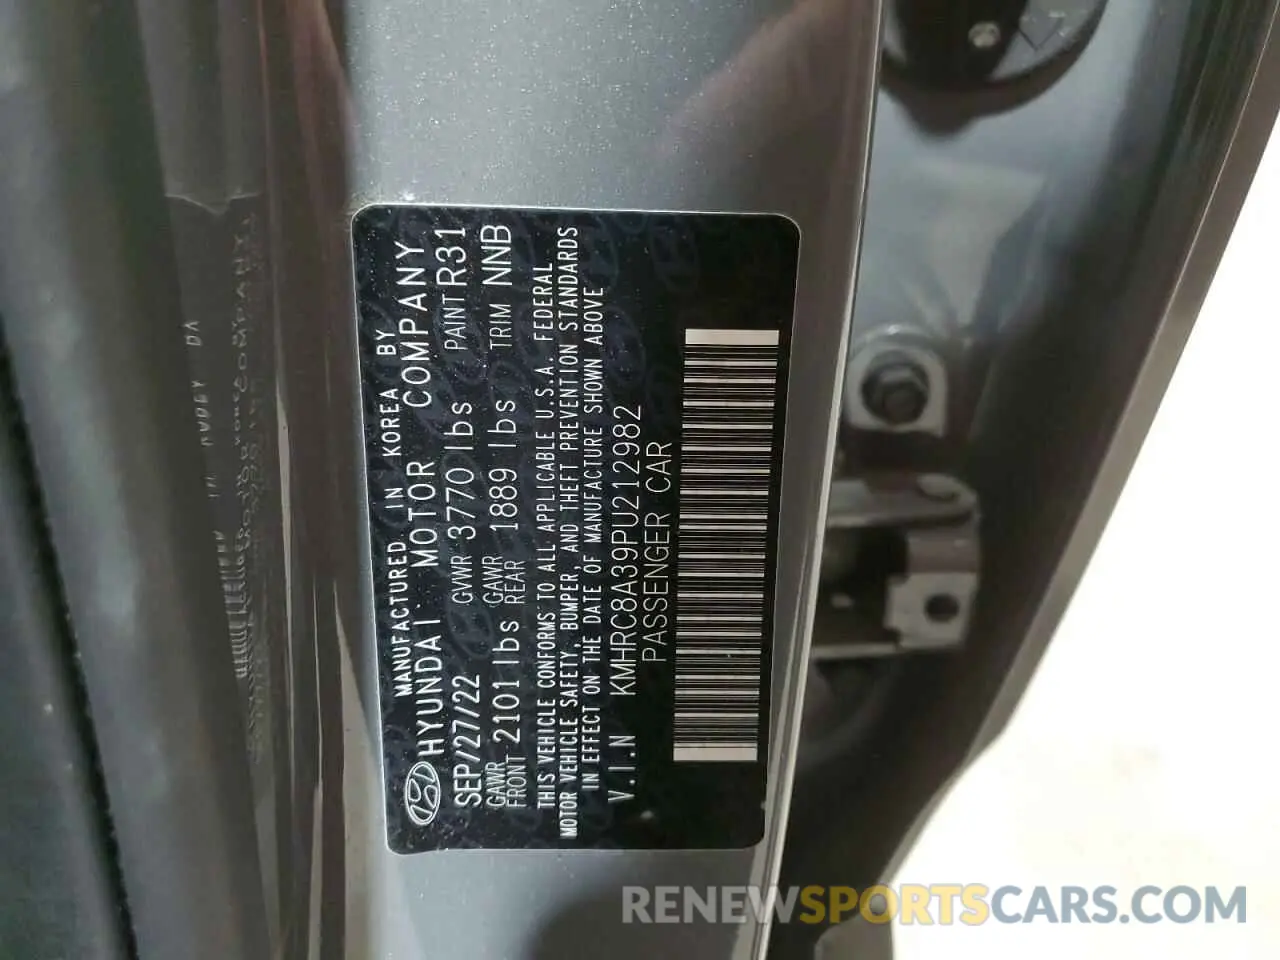 MANUFACTURED IN KOREA BY
HYUNDAI MOTOR COMPANY
SEP/27/22 GVWR 3770 lbs PAINT R31
GAWR FRONT 2101 lbs GAWR REAR 1889 lbs TRIM NNB
THIS VEHICLE CONFORMS TO ALL APPLICABLE U.S.A. FEDERAL
MOTOR VEHICLE SAFETY, BUMPER, AND THEFT PREVENTION STANDARDS
IN EFFECT ON THE DATE OF MANUFACTURE SHOWN ABOVE
V.I.N KMHRC8A39PU212982
PASSENGER CAR
RENEWSPORTSCARS.COM